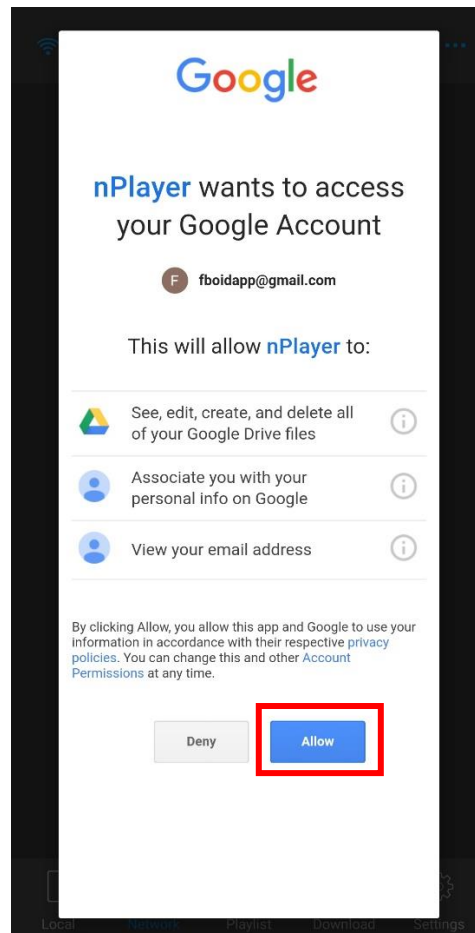 Google
nPlayer wants to access
your Google Account
F fboidapp@gmail.com
This will allow nPlayer to:
See, edit, create, and delete all
of your Google Drive files
Associate you with your
personal info on Google
View your email address
By clicking Allow, you allow this app and Google to use your
information in accordance with their respective privacy
policies. You can change this and other Account
Permissions at any time.
Deny Allow
Local Network Playlist Download Settings